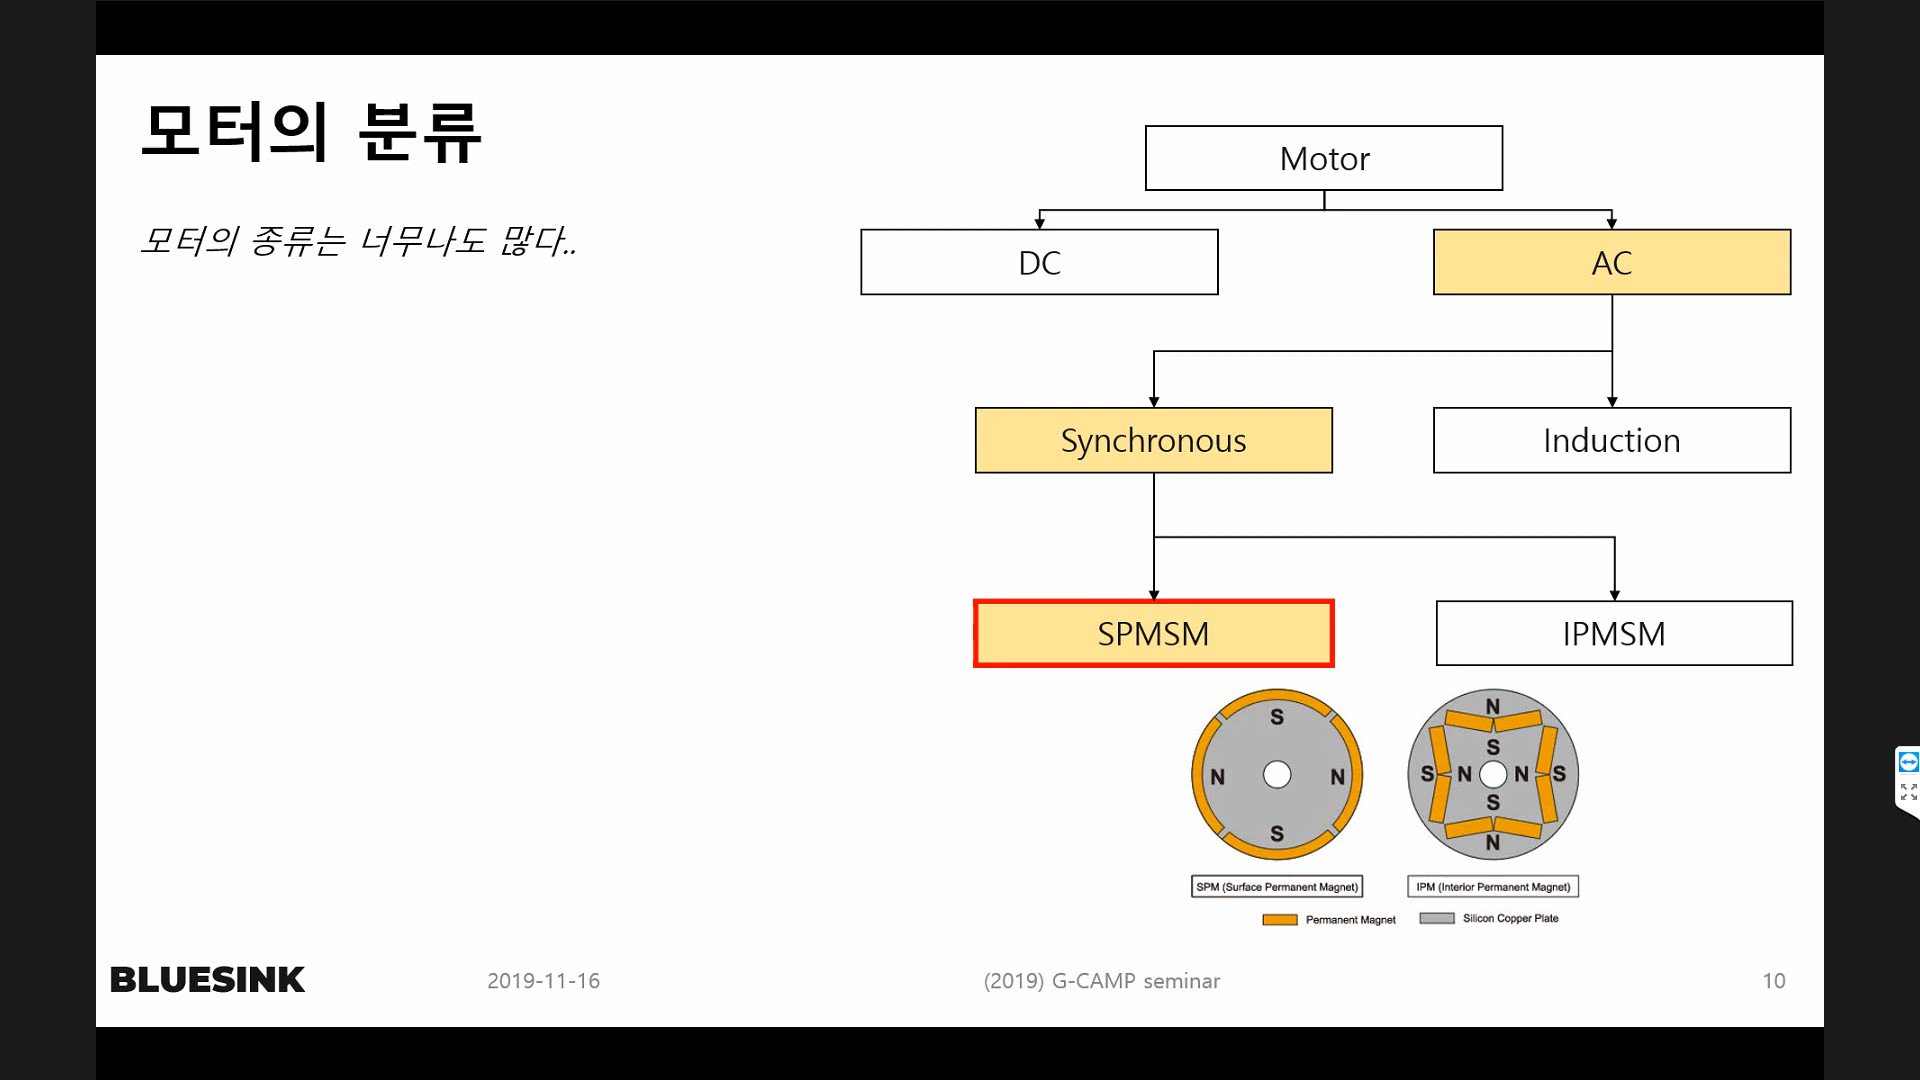 모터의 분류
모터의 종류는 너무나도 많다..
Motor
DC
AC
Synchronous
Induction
SPMSM
IPMSM
S
N
N
S
N
S
S N N S
S
N
SPM (Surface Permanent Magnet)
IPM (Interior Permanent Magnet)
Permanent Magnet
Silicon Copper Plate
BLUESINK
2019-11-16
(2019) G-CAMP seminar
10